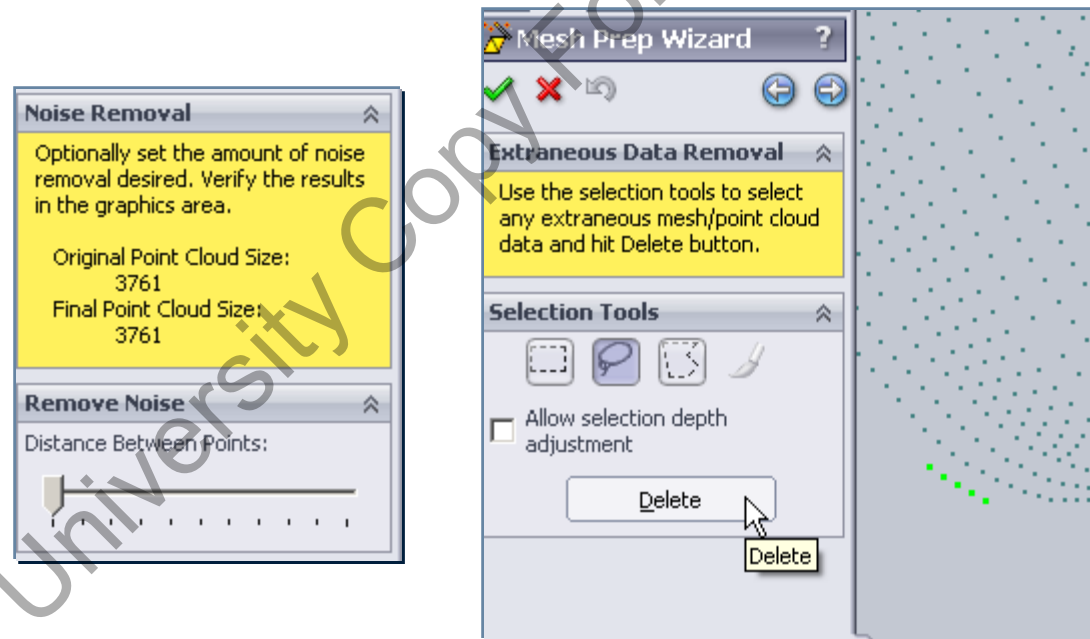 Noise Removal
Optionally set the amount of noise
removal desired. Verify the results
in the graphics area.
Original Point Cloud Size:
3761
Final Point Cloud Size:
3761
Remove Noise
Distance Between Points:
Mesh Prep Wizard ?
Extraneous Data Removal
Use the selection tools to select
any extraneous mesh/point cloud
data and hit Delete button.
Selection Tools
Allow selection depth
adjustment
Delete
Delete
University Copy For